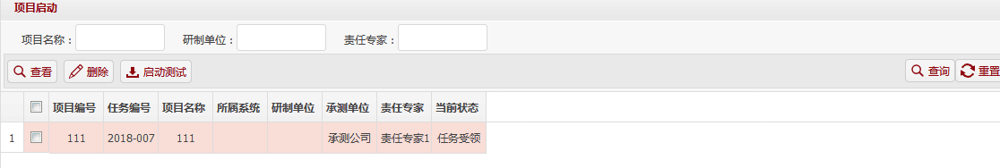 项目启动
项目名称： 研制单位： 责任专家：
查看 删除 启动测试 查询 重置
项目编号 任务编号 项目名称 所属系统 研制单位 承测单位 责任专家 当前状态
1 111 2018-007 111 承测公司 责任专家1 任务受领